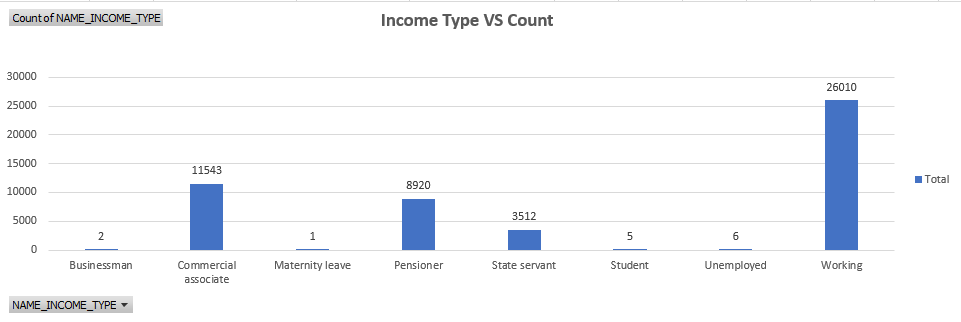 Count of NAME_INCOME_TYPE
Income Type VS Count
30000
25000
20000
15000
10000
5000
0
2
11543
1
8920
3512
5
6
26010
Businessman
Commercial
associate
Maternity leave
Pensioner
State servant
Student
Unemployed
Working
Total
NAME_INCOME_TYPE